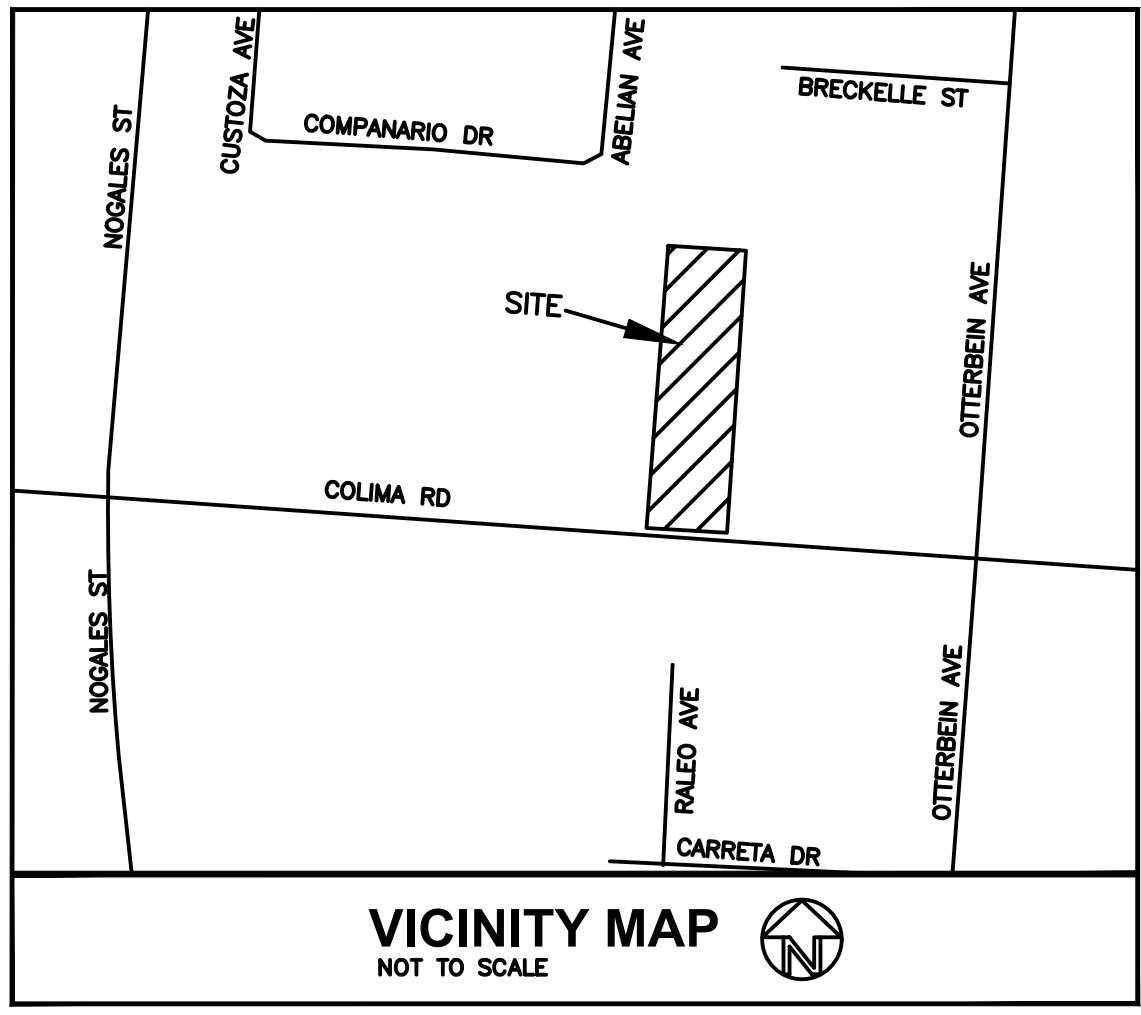 CUSTOZA AVE
ABELIAN AVE
BRECKELLE ST
COMPANARIO DR
NOGALES ST
OTTERBEIN AVE
SITE
COLIMA RD
NOGALES ST
RALEO AVE
OTTERBEIN AVE
CARRETA DR
VICINITY MAP
NOT TO SCALE
N